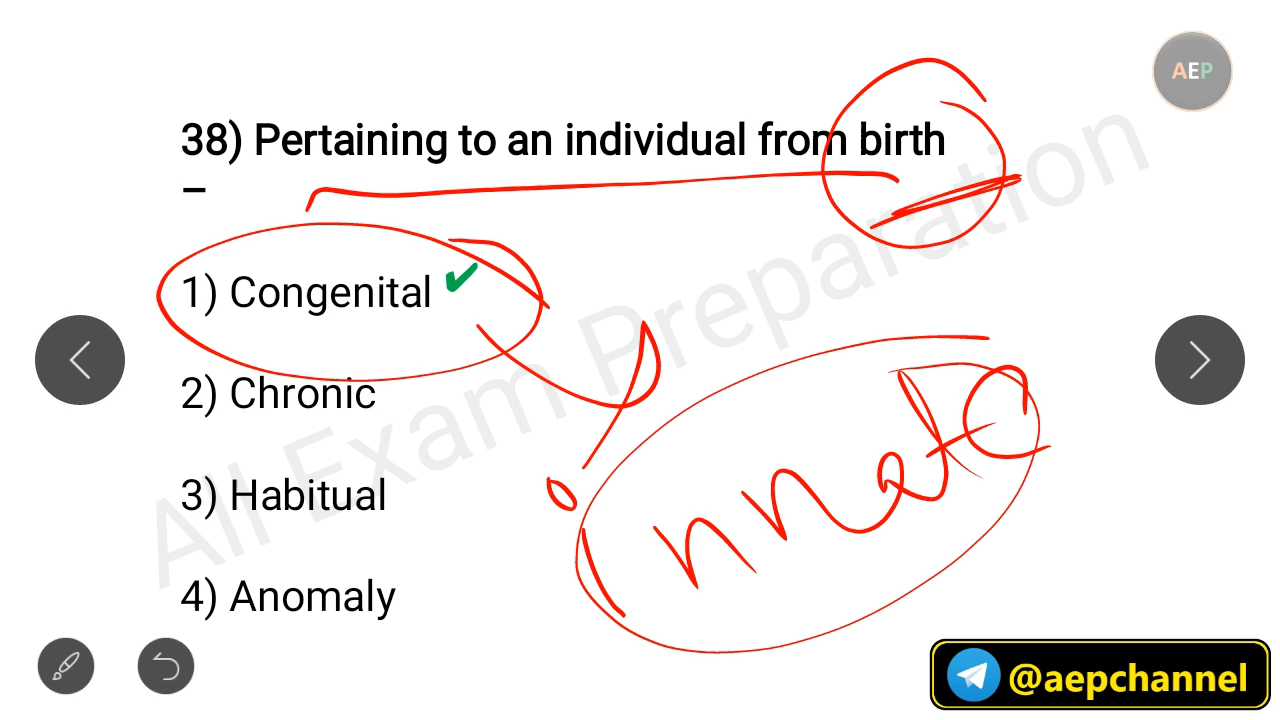 AEP
38) Pertaining to an individual from birth
–
1) Congenital ✔
2) Chronic
3) Habitual
4) Anomaly
innate
All Exam Preparation
@aepchannel